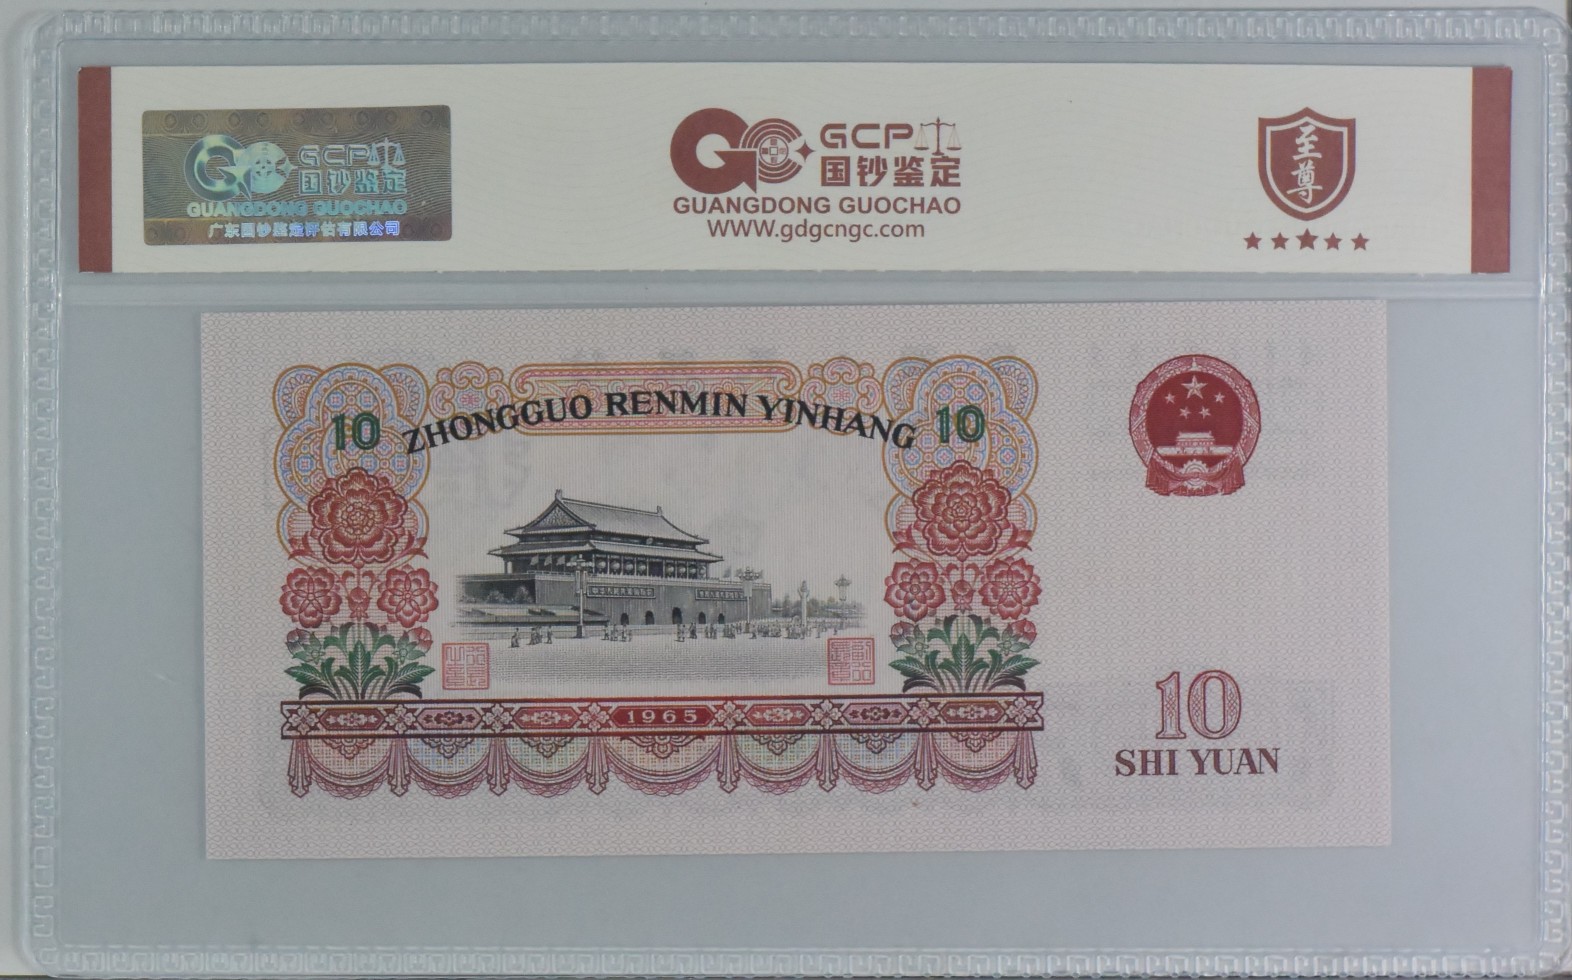 GCP
国钞鉴定
GUANGDONG GUOCHAO
广东国钞鉴定评估有限公司
GC GCP
国钞鉴定
GUANGDONG GUOCHAO
WWW.gdgcngc.com
至尊
10 ZHONGGUO RENMIN YINHANG 10
1965
10
SHI YUAN